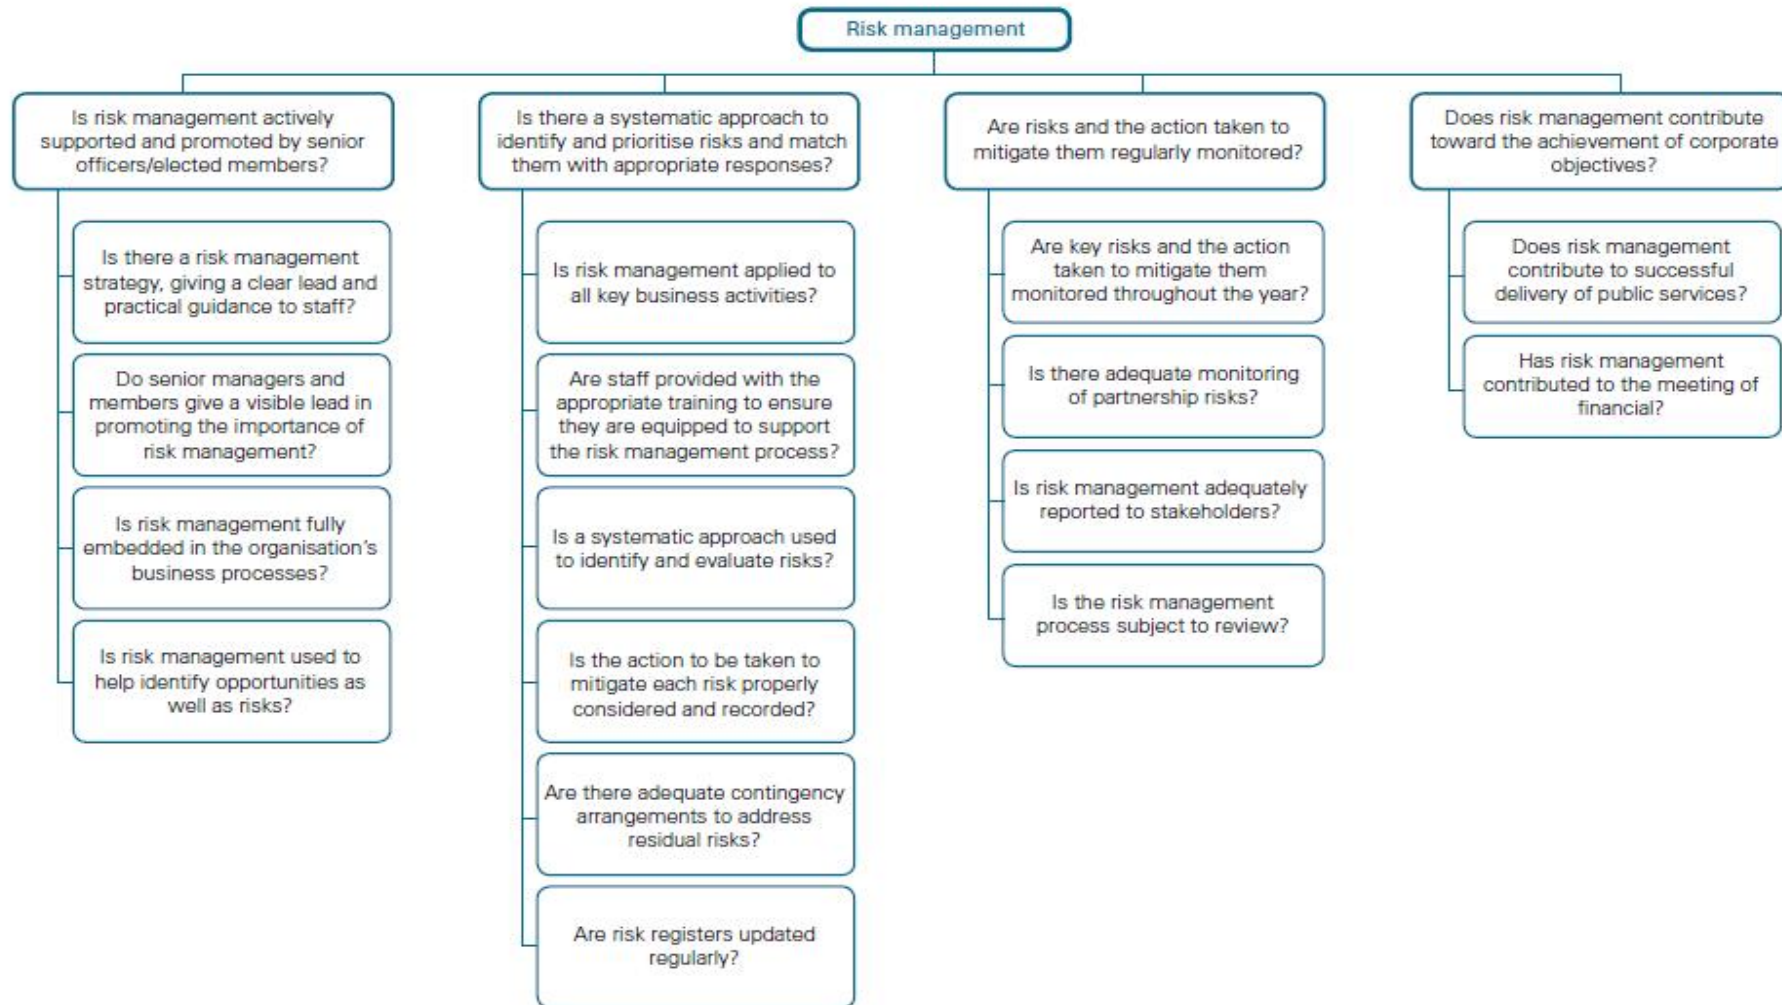 Risk management
Is risk management actively
supported and promoted by senior
officers/elected members?
Is there a risk management
strategy, giving a clear lead and
practical guidance to staff?
Do senior managers and
members give a visible lead in
promoting the importance of
risk management?
Is risk management fully
embedded in the organisation's
business processes?
Is risk management used to
help identify opportunities as
well as risks?
Is there a systematic approach to
identify and prioritise risks and match
them with appropriate responses?
Is risk management applied to
all key business activities?
Are staff provided with the
appropriate training to ensure
they are equipped to support
the risk management process?
Is a systematic approach used
to identify and evaluate risks?
Is the action to be taken to
mitigate each risk properly
considered and recorded?
Are there adequate contingency
arrangements to address
residual risks?
Are risk registers updated
regularly?
Are risks and the action taken to
mitigate them regularly monitored?
Are key risks and the action
taken to mitigate them
monitored throughout the year?
Is there adequate monitoring
of partnership risks?
Is risk management adequately
reported to stakeholders?
Is the risk management
process subject to review?
Does risk management contribute
toward the achievement of corporate
objectives?
Does risk management
contribute to successful
delivery of public services?
Has risk management
contributed to the meeting of
financial?